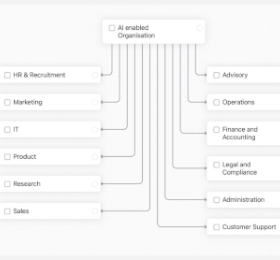 AI enabled
Organisation
HR & Recruitment
Advisory
Marketing
Operations
IT
Finance and
Accounting
Product
Legal and
Compliance
Research
Administration
Sales
Customer Support